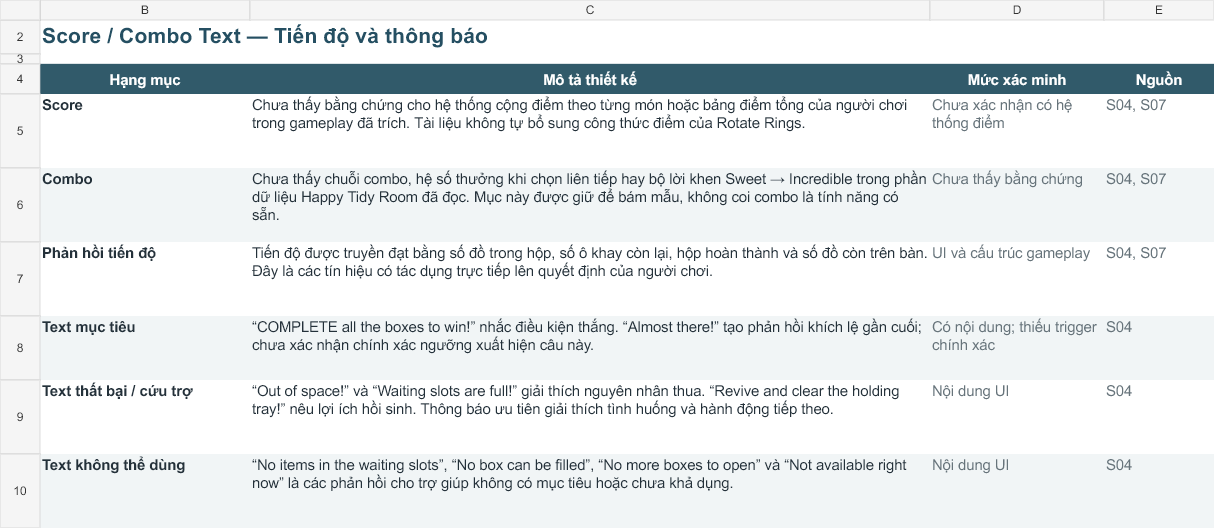 B C D E
2 Score / Combo Text — Tiến độ và thông báo
3
4 Hạng mục Mô tả thiết kế Mức xác minh Nguồn
5 Score Chưa thấy bằng chứng cho hệ thống cộng điểm theo từng món hoặc bảng điểm tổng của người chơi Chưa xác nhận có hệ S04, S07
trong gameplay đã trích. Tài liệu không tự bổ sung công thức điểm của Rotate Rings. thống điểm
6 Combo Chưa thấy chuỗi combo, hệ số thưởng khi chọn liên tiếp hay bộ lời khen Sweet → Incredible trong phần Chưa thấy bằng chứng S04, S07
dữ liệu Happy Tidy Room đã đọc. Mục này được giữ để bám mẫu, không coi combo là tính năng có
sẵn.
7 Phản hồi tiến độ Tiến độ được truyền đạt bằng số đồ trong hộp, số ô khay còn lại, hộp hoàn thành và số đồ còn trên bàn. UI và cấu trúc gameplay S04, S07
Đây là các tín hiệu có tác dụng trực tiếp lên quyết định của người chơi.
8 Text mục tiêu “COMPLETE all the boxes to win!” nhắc điều kiện thắng. “Almost there!” tạo phản hồi khích lệ gần cuối; Có nội dung; thiếu trigger S04
chưa xác nhận chính xác ngưỡng xuất hiện câu này. chính xác
9 Text thất bại / cứu trợ “Out of space!” và “Waiting slots are full!” giải thích nguyên nhân thua. “Revive and clear the holding Nội dung UI S04
tray!” nêu lợi ích hồi sinh. Thông báo ưu tiên giải thích tình huống và hành động tiếp theo.
10 Text không thể dùng “No items in the waiting slots”, “No box can be filled”, “No more boxes to open” và “Not available right Nội dung UI S04
now” là các phản hồi cho trợ giúp không có mục tiêu hoặc chưa khả dụng.